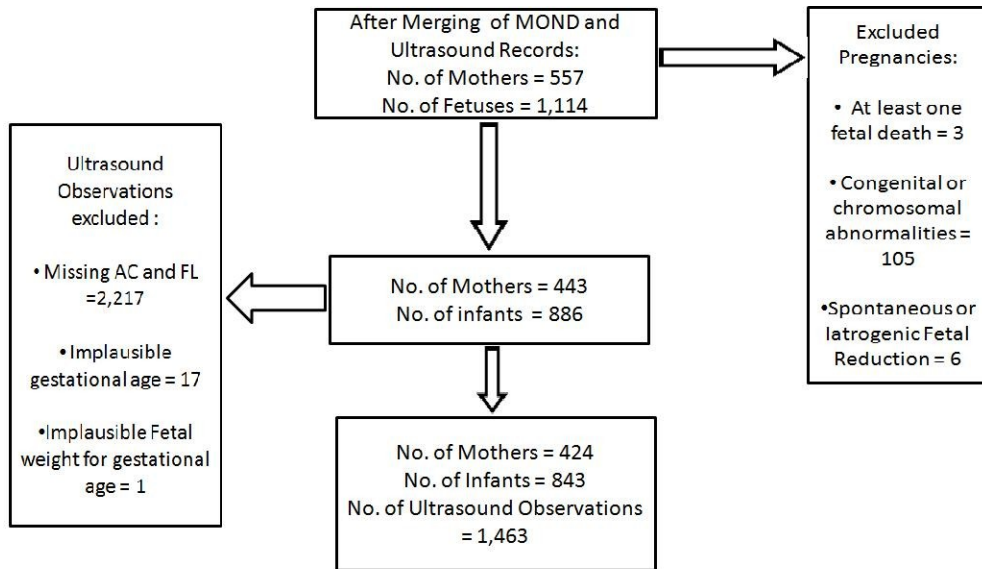 After Merging of MOND and
Ultrasound Records:
No. of Mothers = 557
No. of Fetuses = 1,114
Excluded
Pregnancies:
• At least one
fetal death = 3
• Congenital or
chromosomal
abnormalities =
105
•Spontaneous or
Iatrogenic Fetal
Reduction = 6
Ultrasound
Observations
excluded :
• Missing AC and FL
=2,217
•Implausible
gestational age = 17
•Implausible Fetal
weight for gestational
age = 1
No. of Mothers = 443
No. of infants = 886
No. of Mothers = 424
No. of Infants = 843
No. of Ultrasound Observations
= 1,463